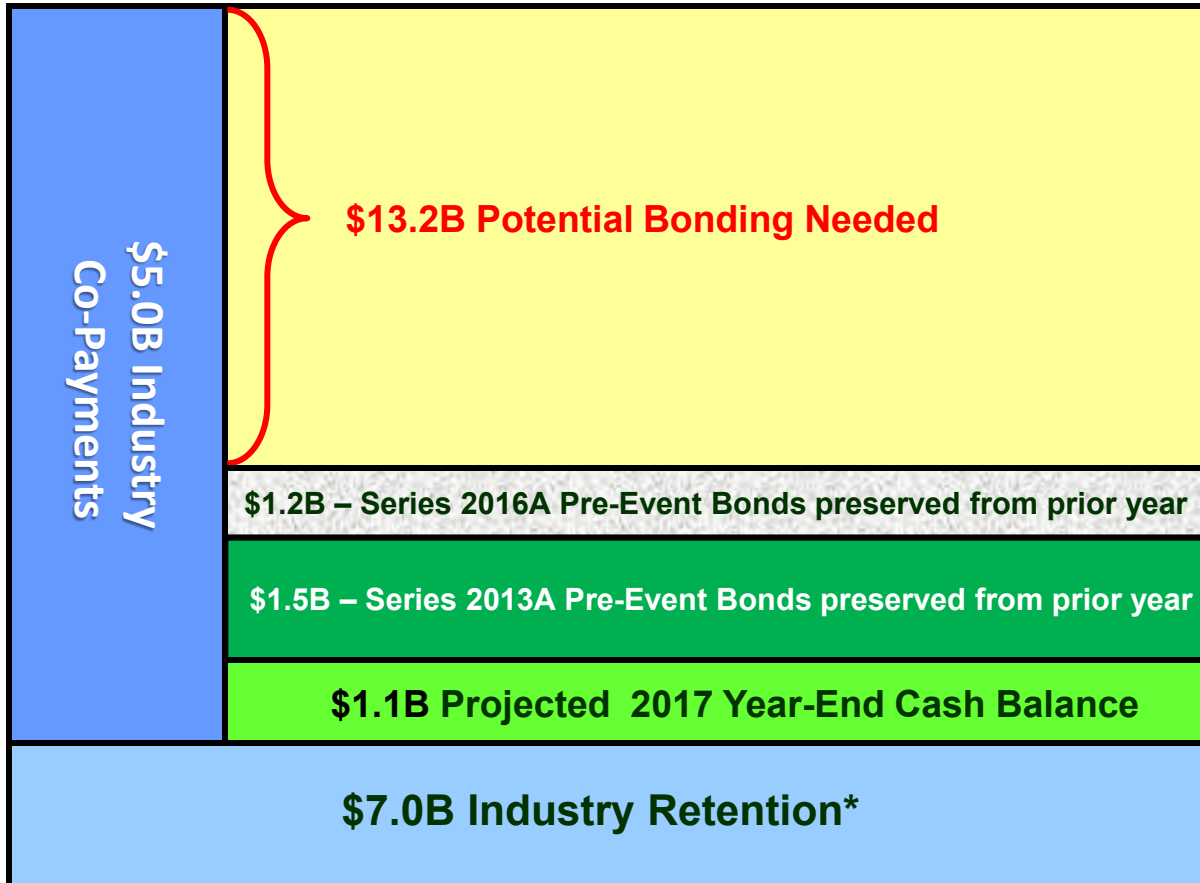 $5.0B Industry
Co-Payments
$13.2B Potential Bonding Needed
$1.2B – Series 2016A Pre-Event Bonds preserved from prior year
$1.5B – Series 2013A Pre-Event Bonds preserved from prior year
$1.1B Projected 2017 Year-End Cash Balance
$7.0B Industry Retention*